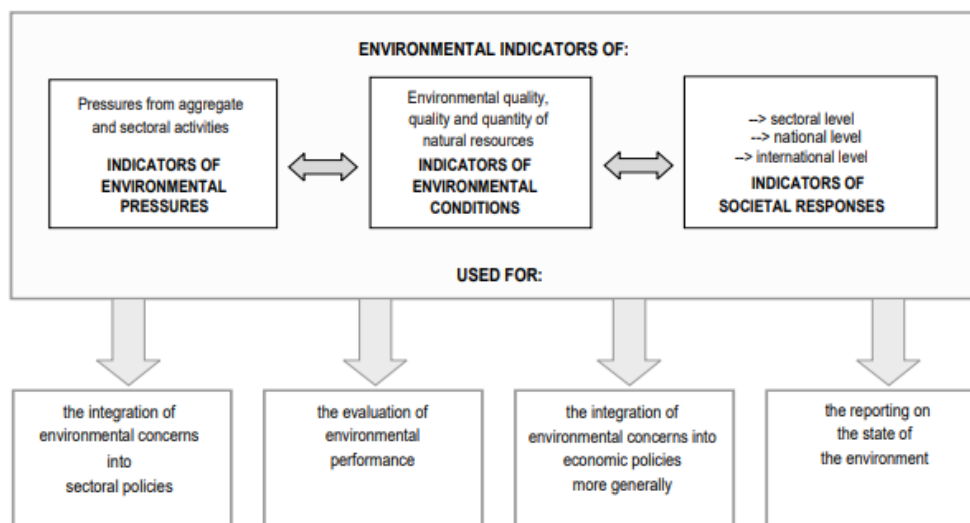 ENVIRONMENTAL INDICATORS OF:
Pressures from aggregate
and sectoral activities
INDICATORS OF
ENVIRONMENTAL
PRESSURES
Environmental quality,
quality and quantity of
natural resources
INDICATORS OF
ENVIRONMENTAL
CONDITIONS
--> sectoral level
--> national level
--> international level
INDICATORS OF
SOCIETAL RESPONSES
USED FOR:
the integration of
environmental concerns
into
sectoral policies
the evaluation of
environmental
performance
the integration of
environmental concerns into
economic policies
more generally
the reporting on
the state of
the environment